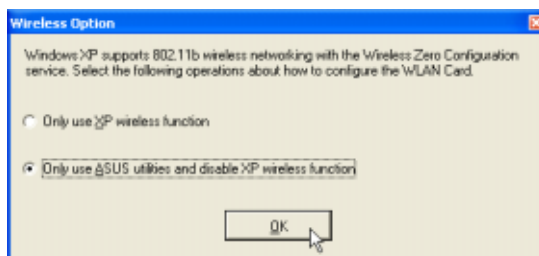 Wireless Option
Windows XP supports 802.11b wireless networking with the Wireless Zero Configuration
service. Select the following operations about how to configure the WLAN Card.
Only use XP wireless function
Only use ASUS utilities and disable XP wireless function
OK